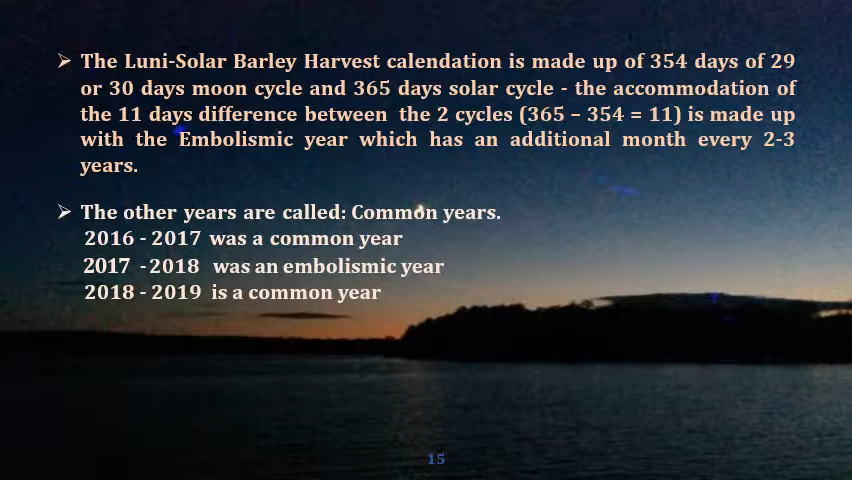 ➢ The Luni-Solar Barley Harvest calendation is made up of 354 days of 29
or 30 days moon cycle and 365 days solar cycle - the accommodation of
the 11 days difference between the 2 cycles (365 – 354 = 11) is made up
with the Embolismic year which has an additional month every 2-3
years.
➢ The other years are called: Common years.
2016 - 2017 was a common year
2017 - 2018 was an embolismic year
2018 - 2019 is a common year
15